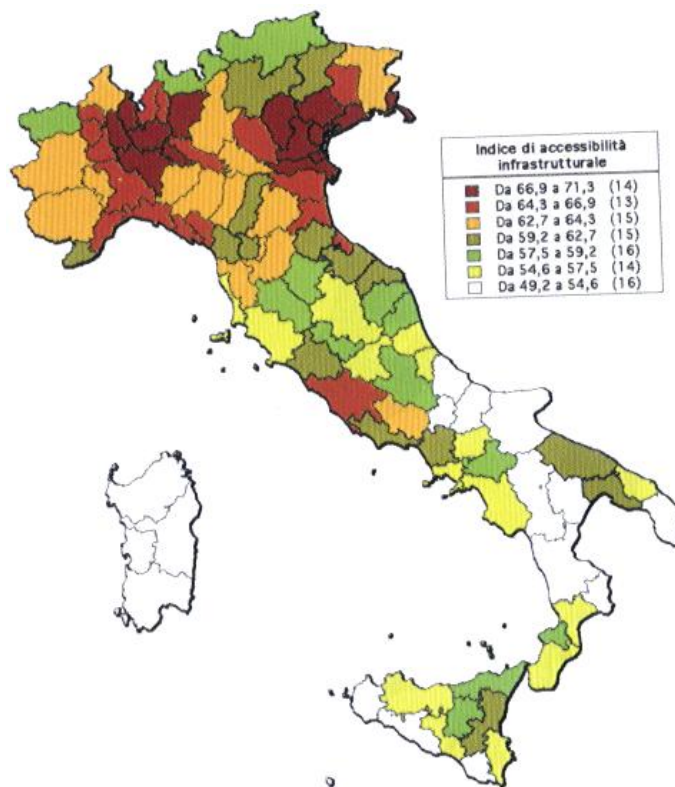 Indice di accessibilità
infrastrutturale
Da 66,9 a 71,3 (14)
Da 64,3 a 66,9 (13)
Da 62,7 a 64,3 (15)
Da 59,2 a 62,7 (15)
Da 57,5 a 59,2 (16)
Da 54,6 a 57,5 (14)
Da 49,2 a 54,6 (16)